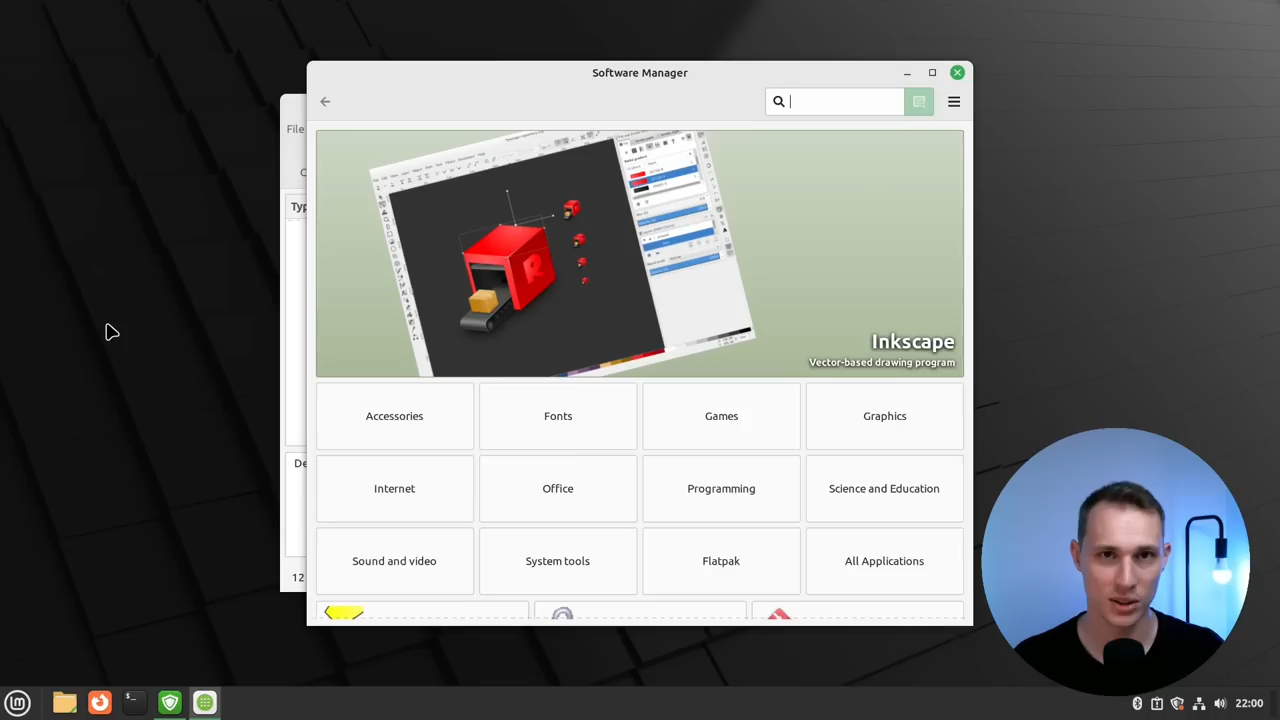 Software Manager
File
C
Typ
De
12
Inkscape
Vector-based drawing program
Accessories
Fonts
Games
Graphics
Internet
Office
Programming
Science and Education
Sound and video
System tools
Flatpak
All Applications
22:00